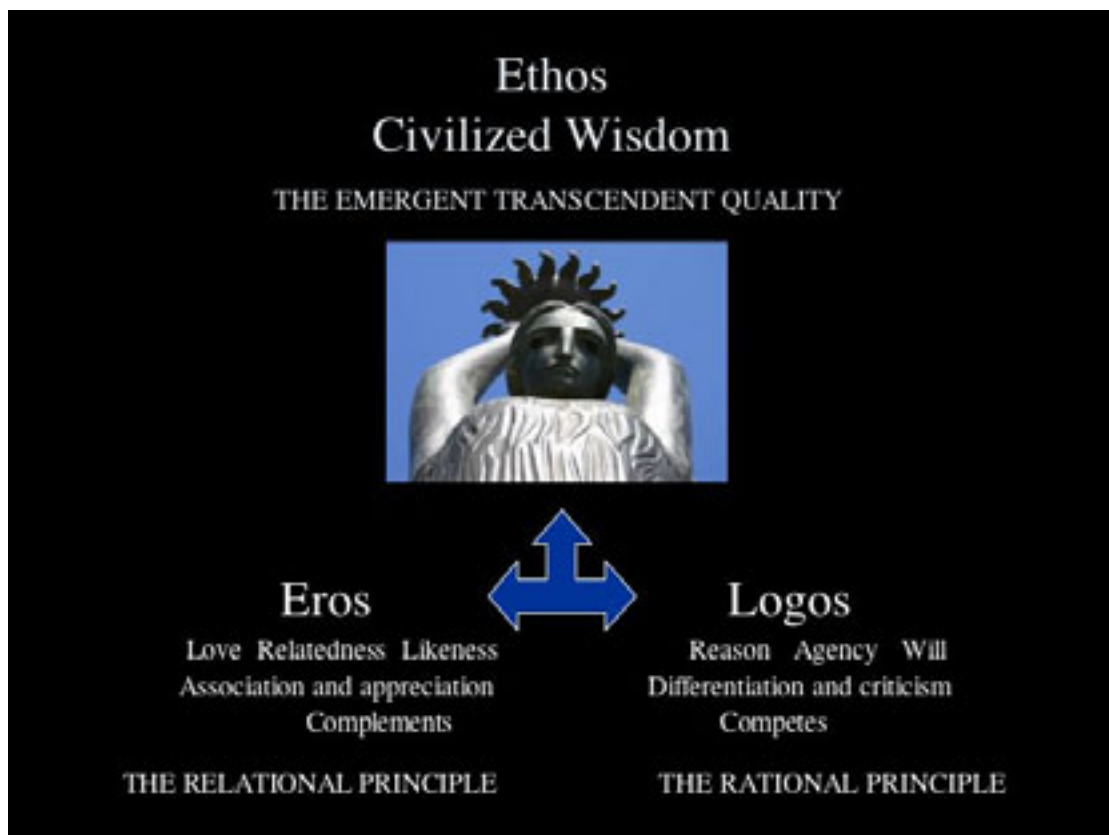 Ethos
Civilized Wisdom
THE EMERGENT TRANSCENDENT QUALITY
Eros
Love Relatedness Likeness
Association and appreciation
Complements
THE RELATIONAL PRINCIPLE
Logos
Reason Agency Will
Differentiation and criticism
Competes
THE RATIONAL PRINCIPLE